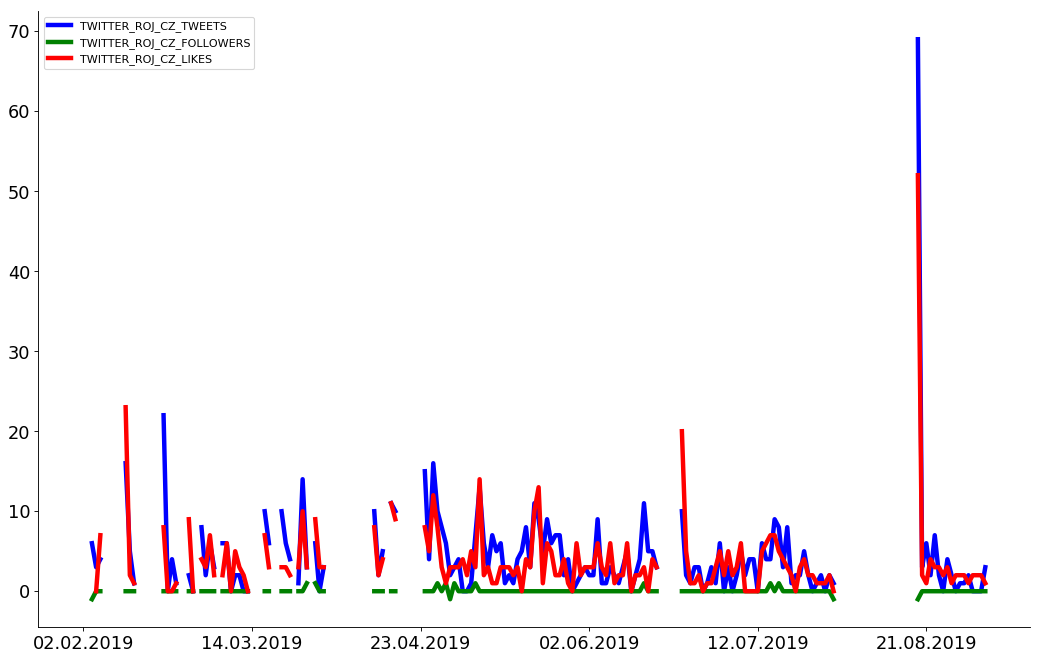 TWITTER_ROJ_CZ_TWEETS
TWITTER_ROJ_CZ_FOLLOWERS
TWITTER_ROJ_CZ_LIKES
70
60
50
40
30
20
10
0
02.02.2019 14.03.2019 23.04.2019 02.06.2019 12.07.2019 21.08.2019